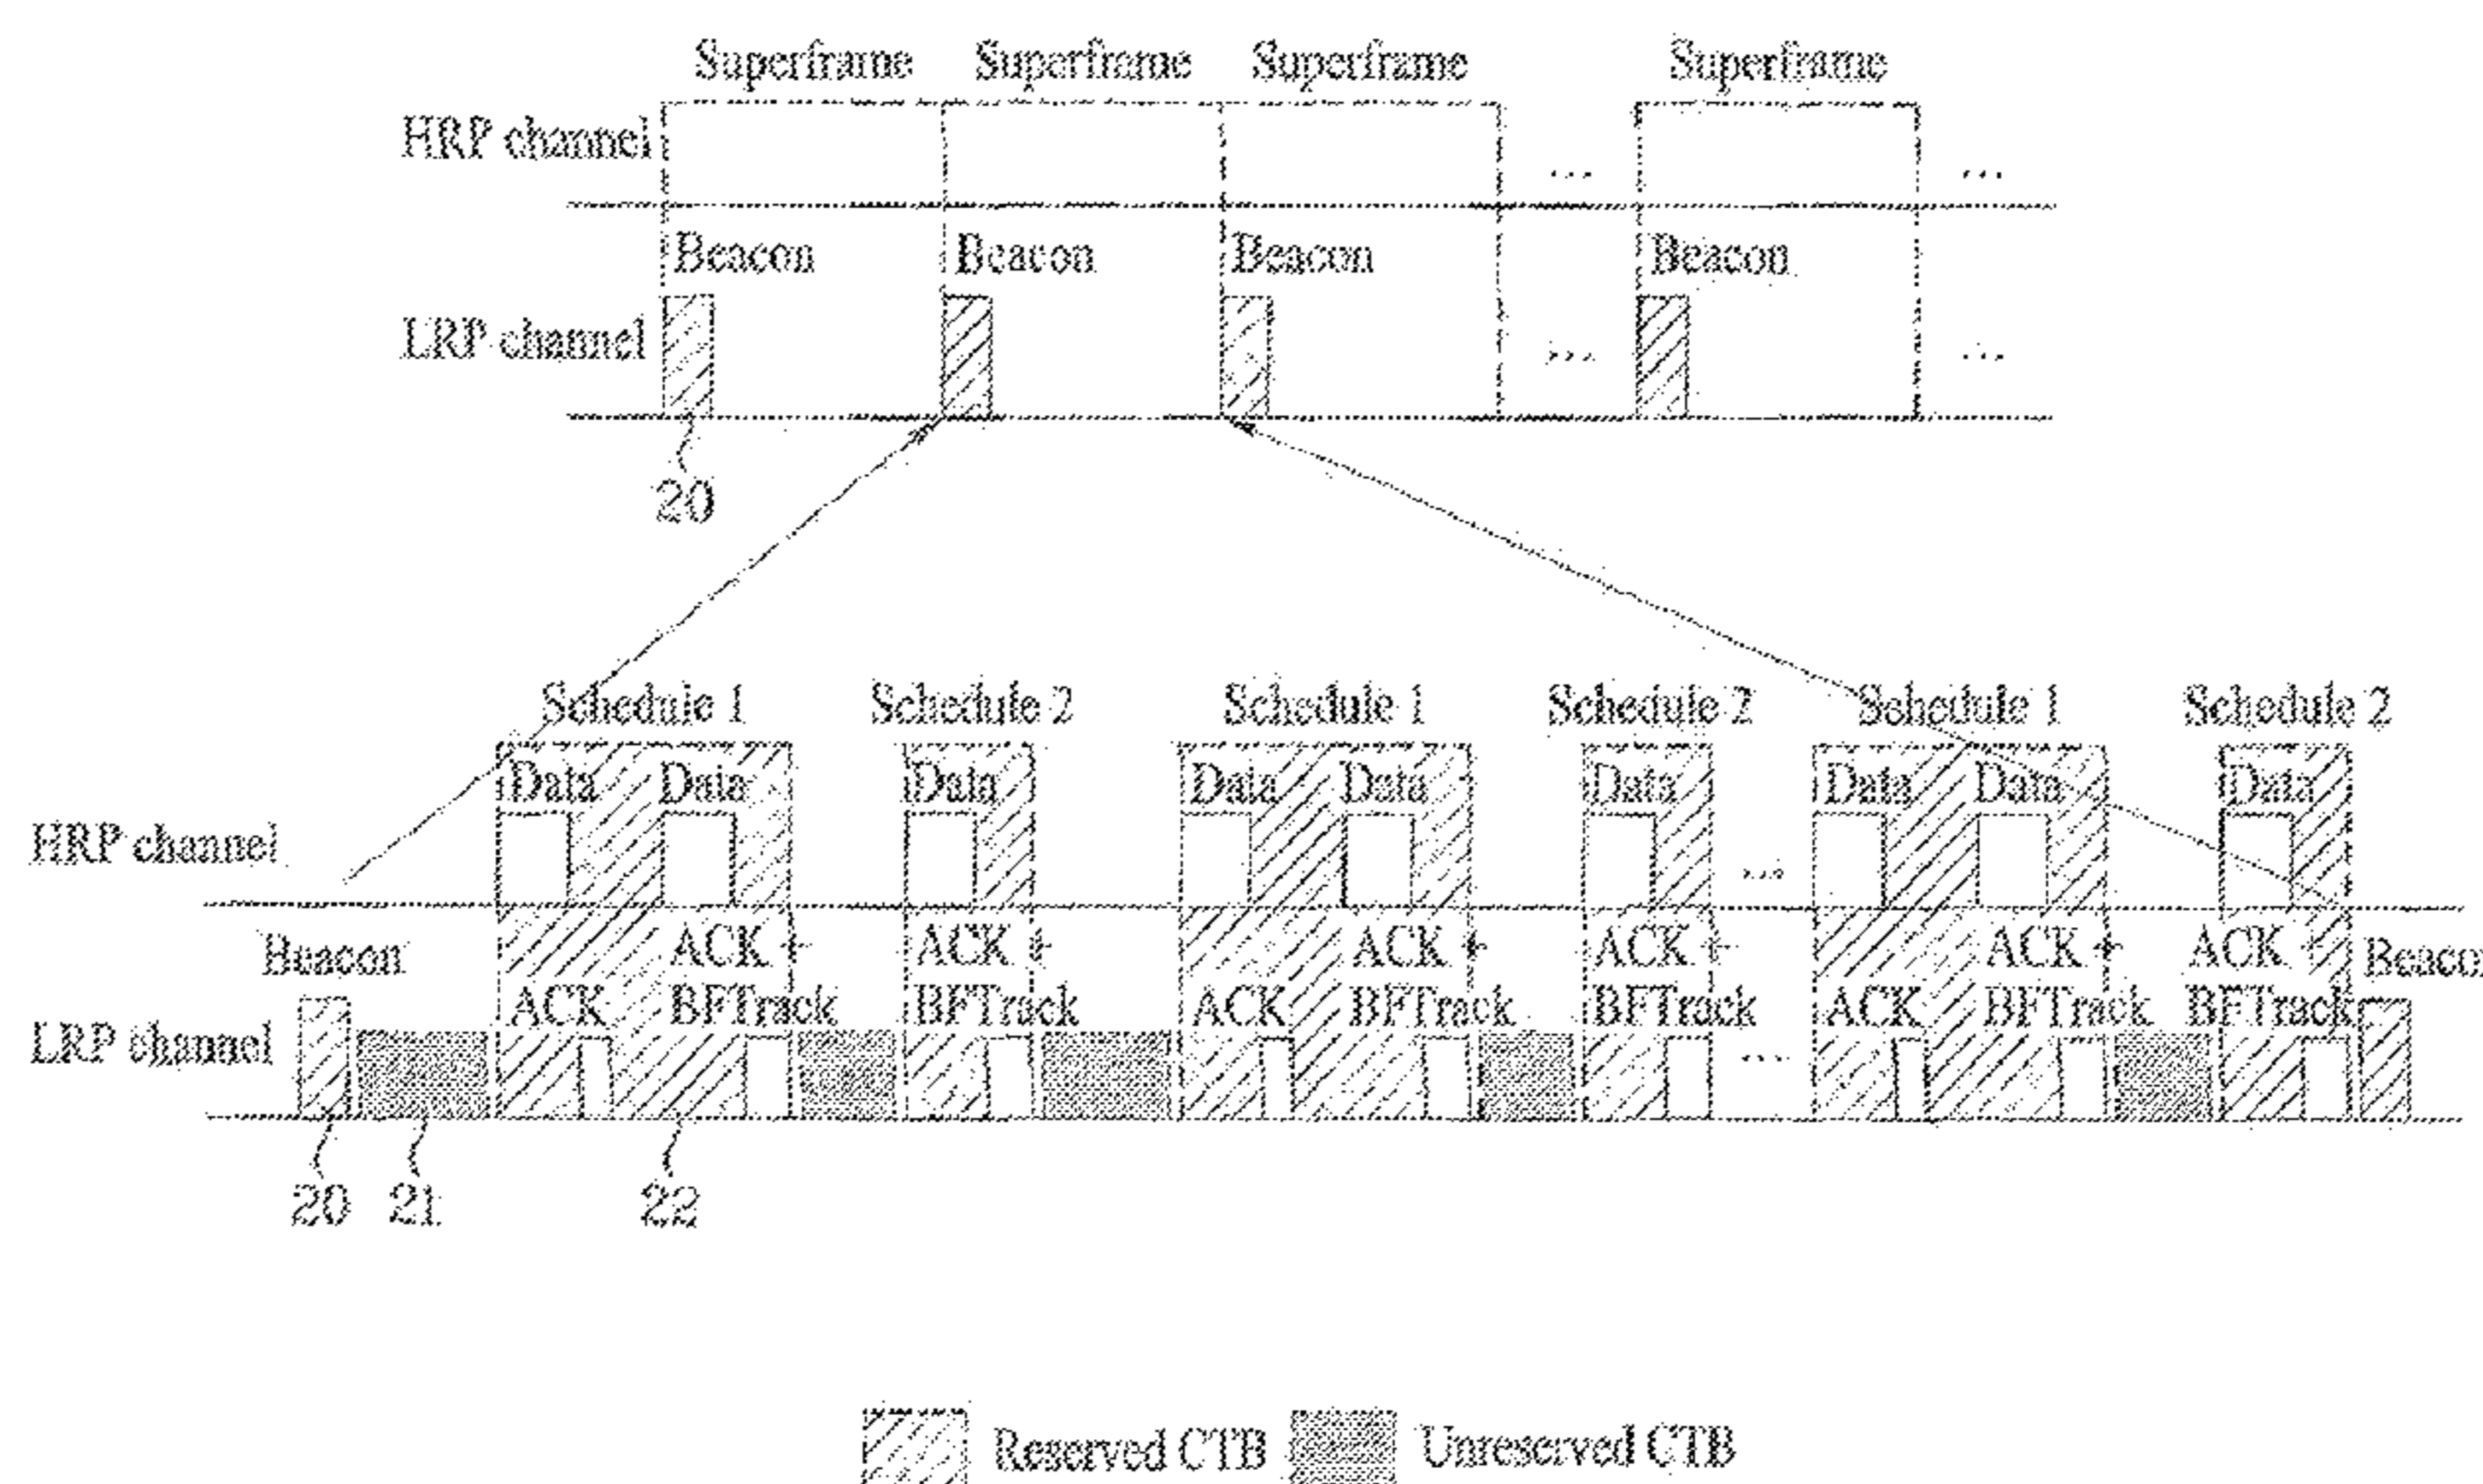 Superframe Superframe Superframe Superframe
HRP channel ... ...
Beacon Beacon Beacon Beacon
LRP channel ... ...
20
Schedule 1 Schedule 2 Schedule 1 Schedule 2 Schedule 1 Schedule 2
Data Data Data Data Data Data Data Data Data
HRP channel ...
Beacon ACK + ACK + ACK + ACK + ACK + ACK + Beaco
ACK BFTrack BFTrack ACK BFTrack BFTrack ACK BFTrack BFTrack
LRP channel ...
20 21 22
Reserved CTB Unreserved CTB